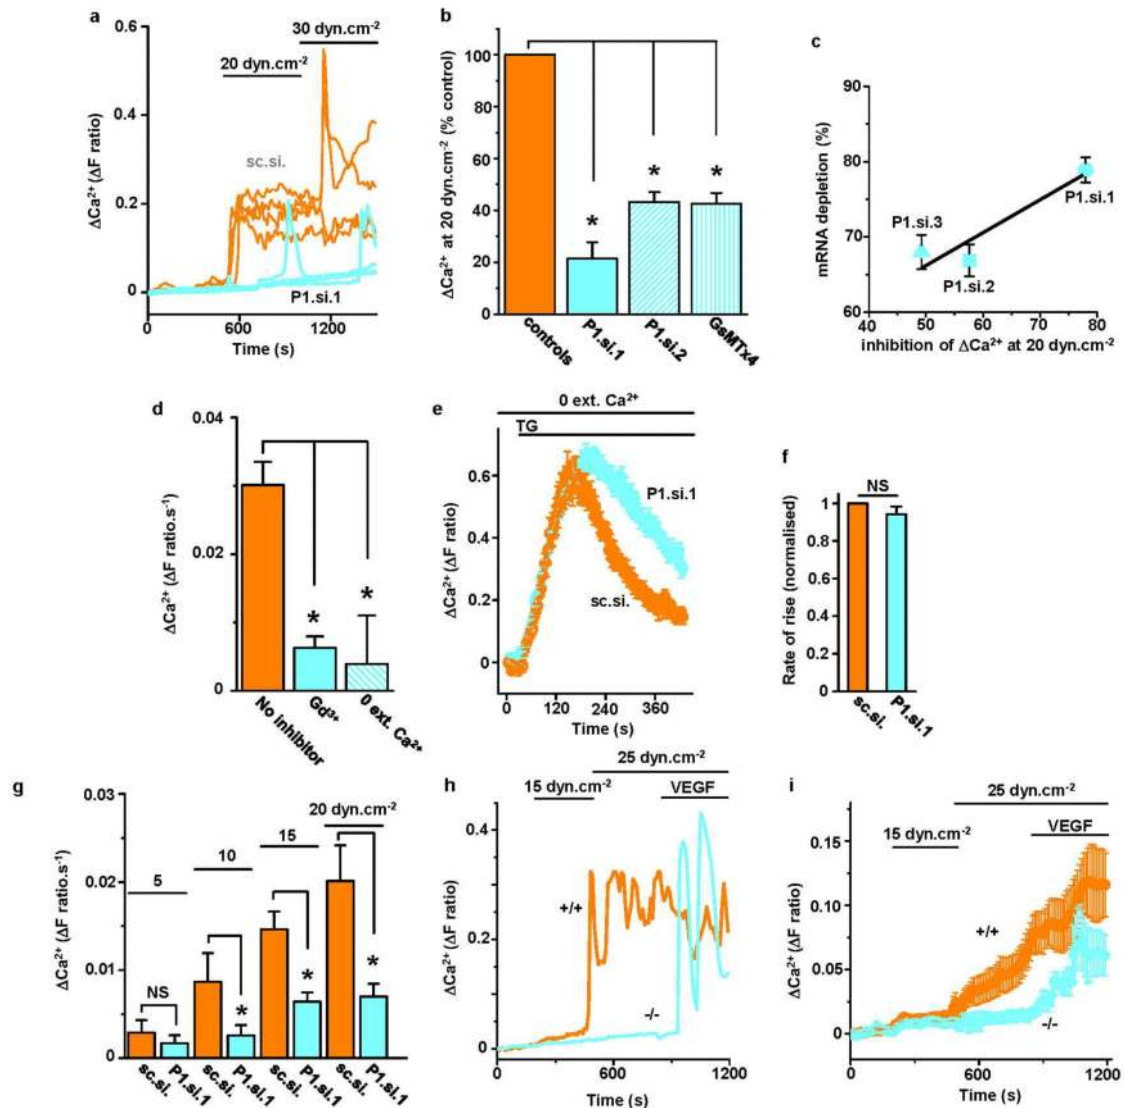 a
0.6
0.4
0.2
0
ΔCa²⁺ (ΔF ratio)
30 dyn.cm⁻²
20 dyn.cm⁻²
sc.si.
P1.si.1
0
600
1200
Time (s)
b
100
80
60
40
20
0
ΔCa²⁺ at 20 dyn.cm⁻² (% control)
*
*
*
controls
P1.si.1
P1.si.2
GsMTx4
c
90
80
70
60
mRNA depletion (%)
P1.si.3
P1.si.2
P1.si.1
40
50
60
70
80
inhibition of ΔCa²⁺ at 20 dyn.cm⁻²
d
0.04
0.02
0
ΔCa²⁺ (ΔF ratio.s⁻¹)
*
*
No inhibitor
Gd³⁺
0 ext. Ca²⁺
e
0 ext. Ca²⁺
TG
0.6
0.4
0.2
0
ΔCa²⁺ (ΔF ratio)
P1.si.1
sc.si.
0
120
240
360
Time (s)
f
NS
1
0.8
0.6
0.4
0.2
0
Rate of rise (normalised)
sc.si.
P1.si.1
g
0.03
0.02
0.01
0.00
ΔCa²⁺ (ΔF ratio.s⁻¹)
5
10
15
20 dyn.cm⁻²
NS
*
*
*
sc.si.
P1.si.1
sc.si.
P1.si.1
sc.si.
P1.si.1
sc.si.
P1.si.1
h
25 dyn.cm⁻²
15 dyn.cm⁻²
VEGF
0.4
0.2
0
ΔCa²⁺ (ΔF ratio)
+/+
-/-
0
600
1200
Time (s)
i
25 dyn.cm⁻²
15 dyn.cm⁻²
VEGF
0.15
0.10
0.05
0
ΔCa²⁺ (ΔF ratio)
+/+
-/-
0
600
1200
Time (s)